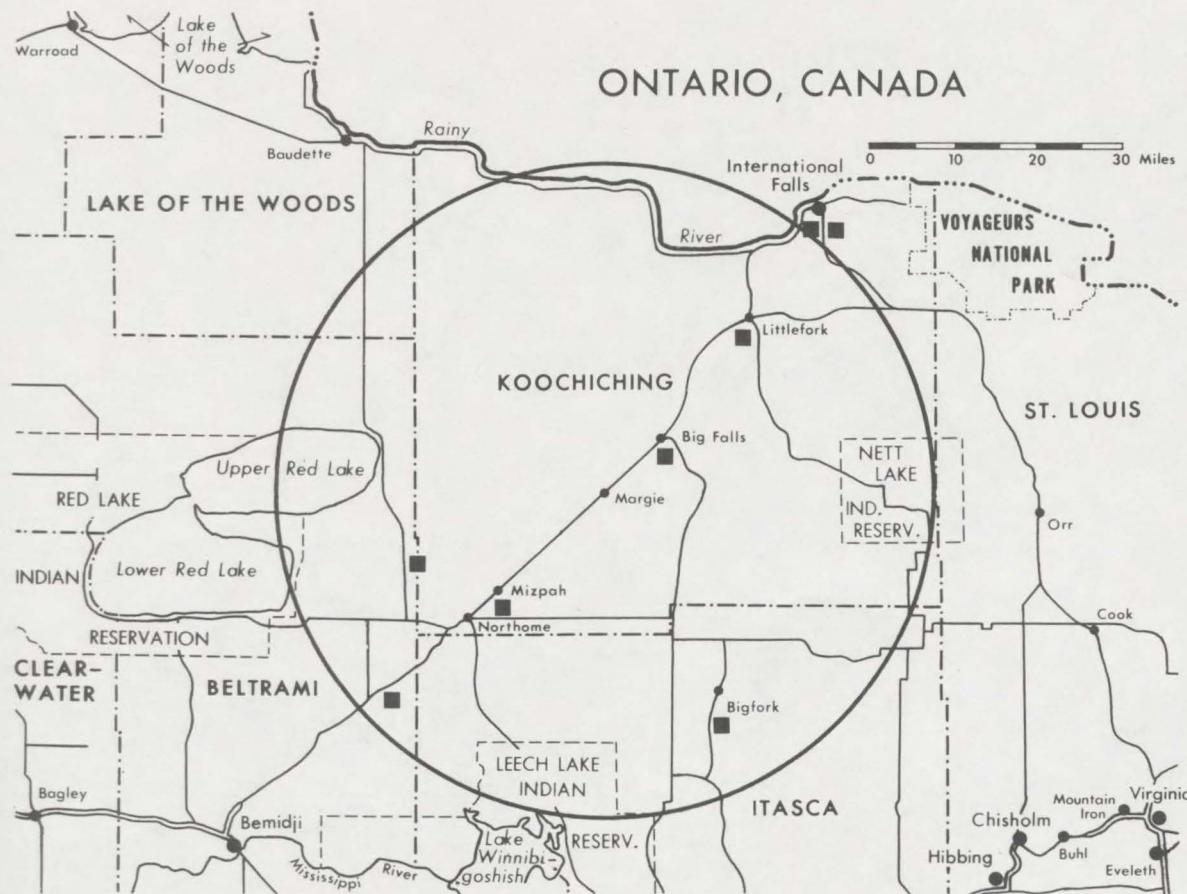 Lake
of the
Woods
Warroad
ONTARIO, CANADA
Rainy
Baudette
0 10 20 30 Miles
International
Falls
LAKE OF THE WOODS
VOYAGEURS
NATIONAL
PARK
River
Littlefork
KOOCHICHING
ST. LOUIS
Big Falls
NETT
LAKE
IND.
RESERV.
Upper Red Lake
RED LAKE
Margie
Orr
INDIAN
Lower Red Lake
Mizpah
Northome
RESERVATION
Cook
CLEAR-
WATER
BELTRAMI
Bigfork
LEECH LAKE
INDIAN
RESERV.
ITASCA
Bagley
Bemidji
Mississippi River
Lake
Winnibi-
goshish
Mountain
Iron
Virginia
Chisholm
Buhl
Hibbing
Eveleth